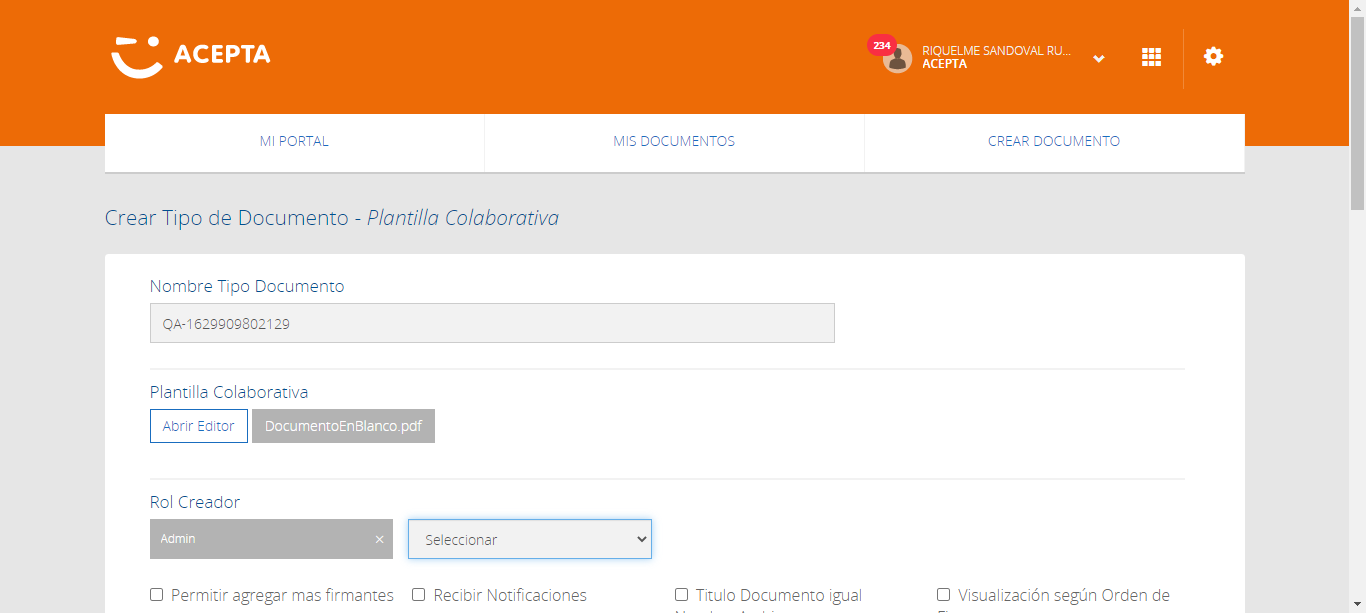 ACEPTA
234
RIQUELME SANDOVAL RU...
ACEPTA
MI PORTAL
MIS DOCUMENTOS
CREAR DOCUMENTO
Crear Tipo de Documento - Plantilla Colaborativa
Nombre Tipo Documento
QA-1629909802129
Plantilla Colaborativa
Abrir Editor
DocumentoEnBlanco.pdf
Rol Creador
Admin ×
Seleccionar
Permitir agregar mas firmantes
Recibir Notificaciones
Titulo Documento igual
Visualización según Orden de